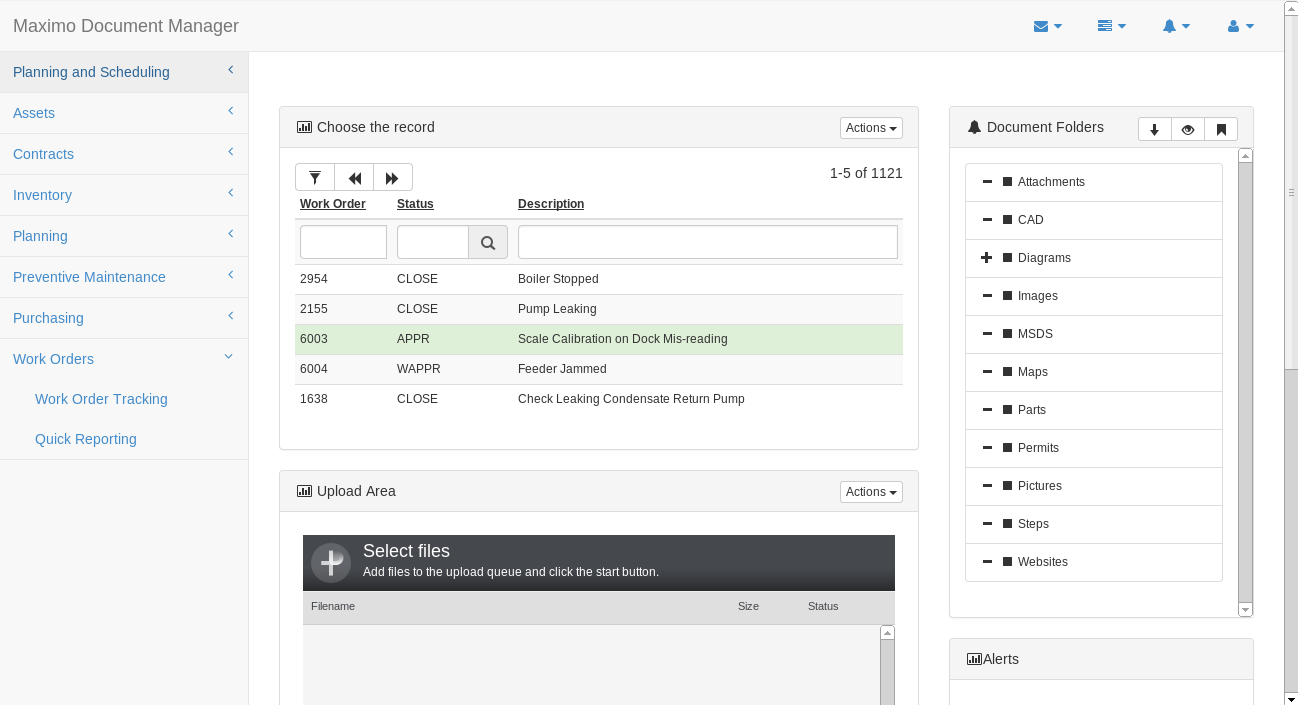 Maximo Document Manager
Planning and Scheduling
Assets
Contracts
Inventory
Planning
Preventive Maintenance
Purchasing
Work Orders
Work Order Tracking
Quick Reporting
Choose the record
Actions
1-5 of 1121
Work Order Status Description
2954 CLOSE Boiler Stopped
2155 CLOSE Pump Leaking
6003 APPR Scale Calibration on Dock Mis-reading
6004 WAPPR Feeder Jammed
1638 CLOSE Check Leaking Condensate Return Pump
Upload Area
Actions
Select files
Add files to the upload queue and click the start button.
Filename Size Status
Document Folders
Attachments
CAD
Diagrams
Images
MSDS
Maps
Parts
Permits
Pictures
Steps
Websites
Alerts